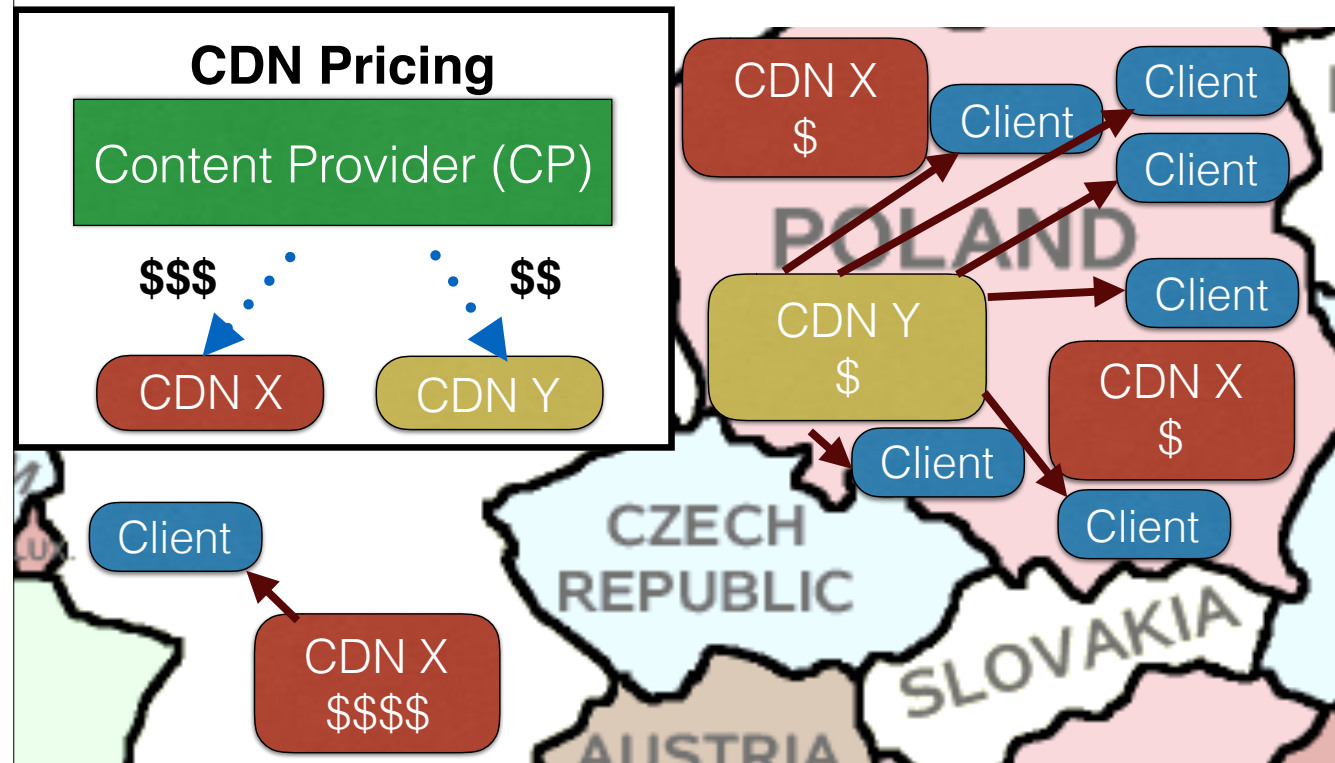 CDN Pricing
Content Provider (CP)
$$$
$$
CDN X
CDN Y
CDN X
$
Client
Client
Client
POLAND
CDN Y
$
Client
CDN X
$
Client
Client
Client
CDN X
$$$$
CZECH
REPUBLIC
SLOVAKIA
AUSTRIA
LUX.